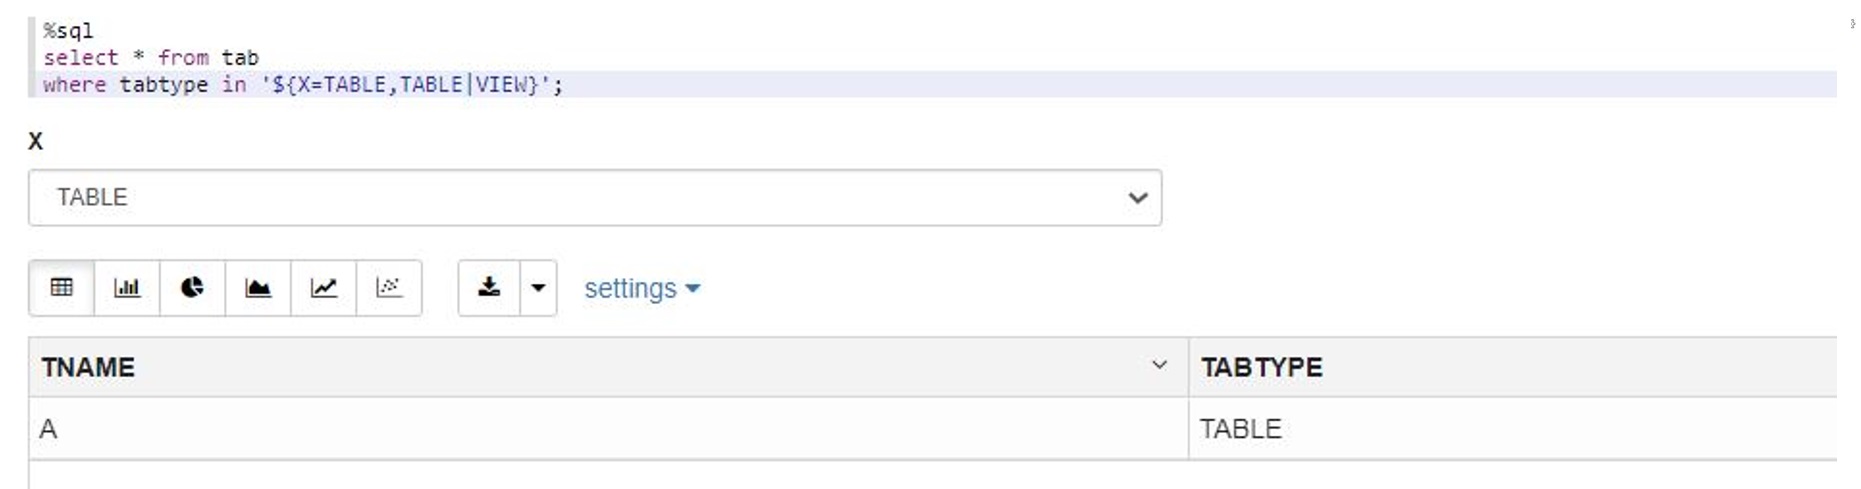 %sql
select * from tab
where tabtype in '${X=TABLE,TABLE|VIEW}';
X
TABLE
settings
TNAME TABTYPE
A TABLE